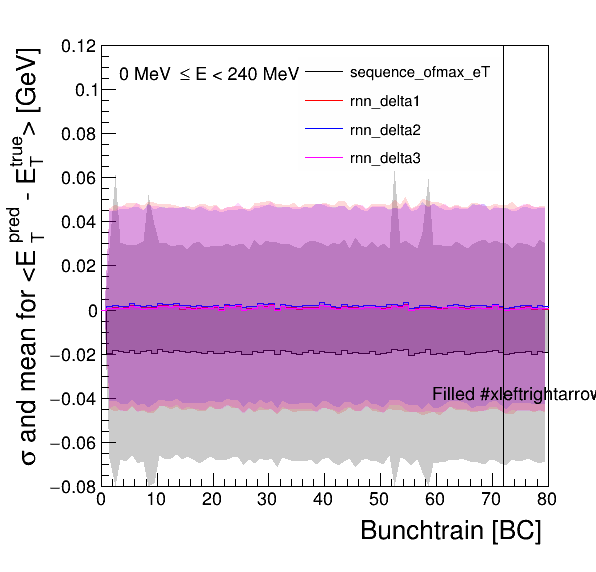 σ and mean for <E_T^pred - E_T^true> [GeV]
0.12
0.1
0.08
0.06
0.04
0.02
0
−0.02
−0.04
−0.06
−0.08
0 MeV ≤ E < 240 MeV
sequence_ofmax_eT
rnn_delta1
rnn_delta2
rnn_delta3
Filled #xleftrightarrow
0 10 20 30 40 50 60 70 80
Bunchtrain [BC]